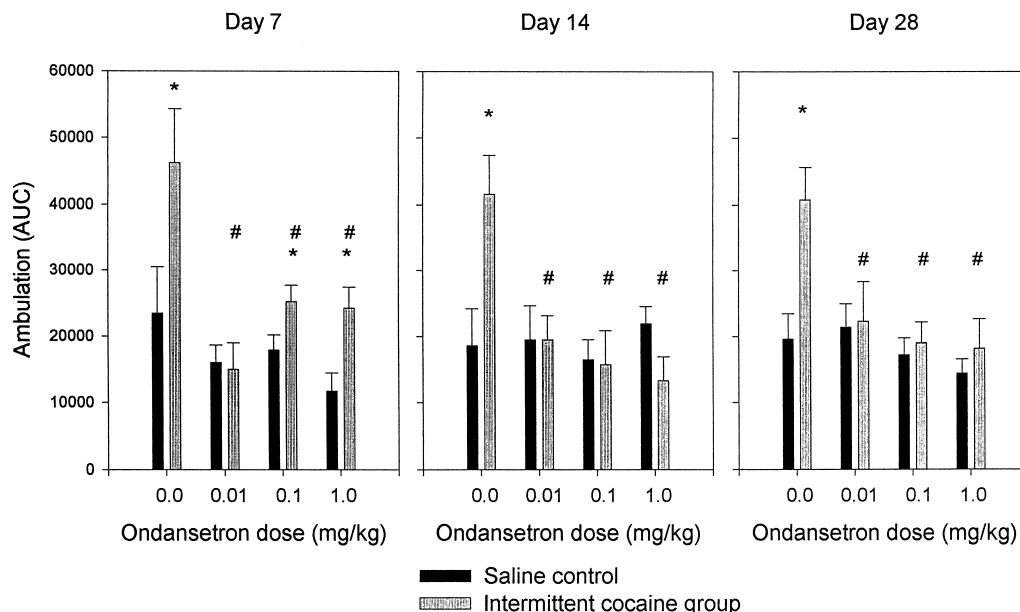 Day 7 Day 14 Day 28
Ambulation (AUC)
60000
50000
40000
30000
20000
10000
0
* * *
# # * # *
# # #
# # #
0.0 0.01 0.1 1.0 0.0 0.01 0.1 1.0 0.0 0.01 0.1 1.0
Ondansetron dose (mg/kg) Ondansetron dose (mg/kg) Ondansetron dose (mg/kg)
Saline control
Intermittent cocaine group